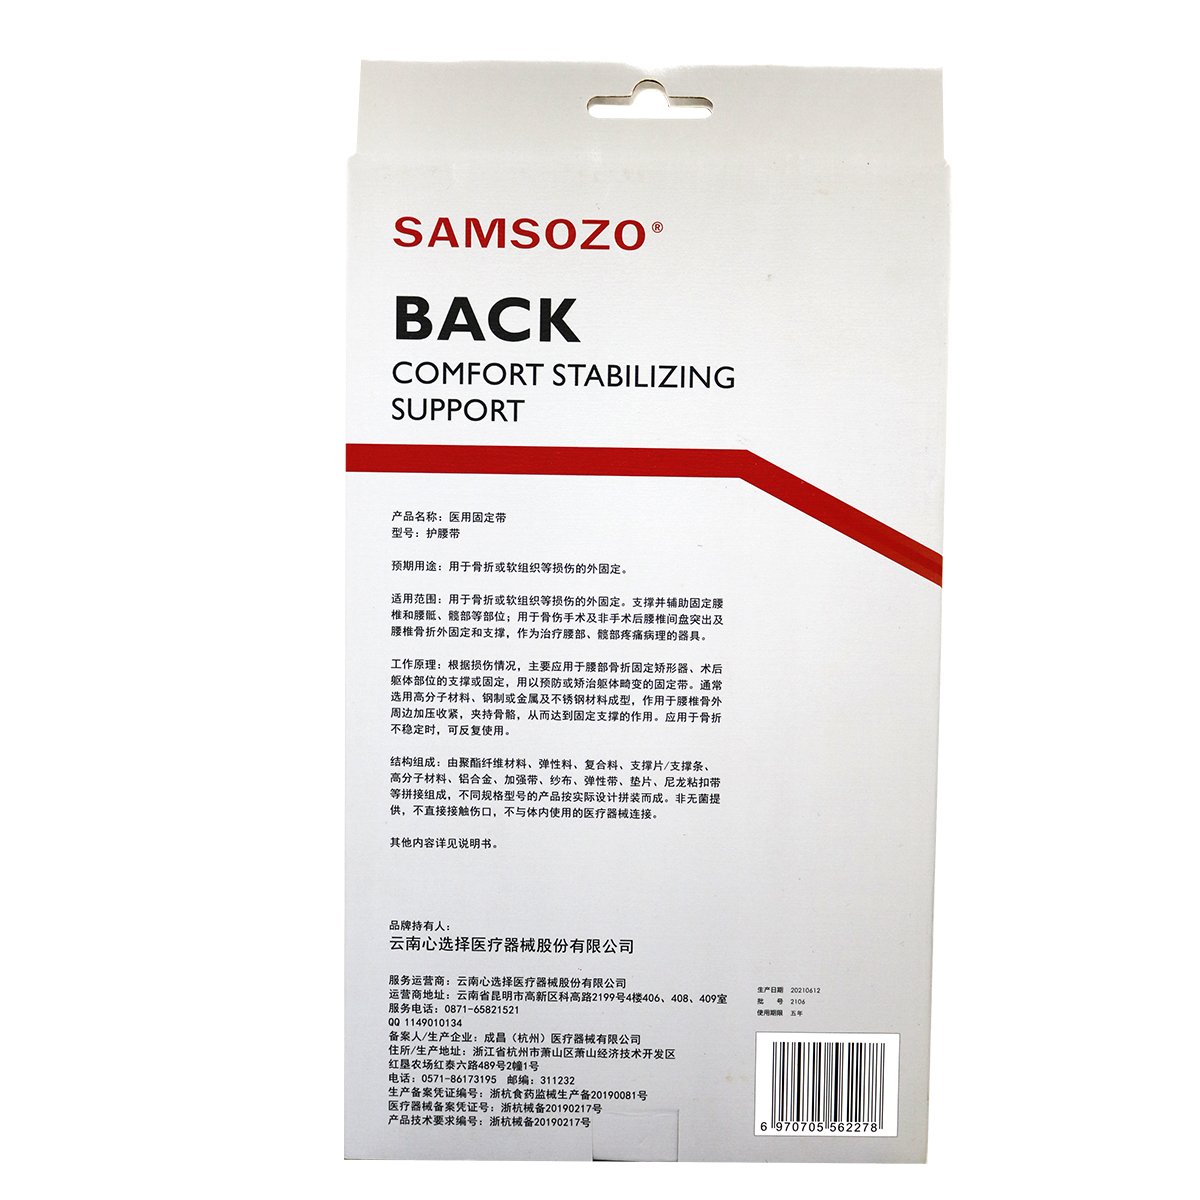 SAMSOZO®
BACK
COMFORT STABILIZING
SUPPORT
产品名称：医用固定带
型号：护腰带
预期用途：用于骨折或软组织等损伤的外固定。
适用范围：用于骨折或软组织等损伤的外固定。支撑并辅助固定腰
椎和腰骶、髋部等部位；用于骨伤手术及非手术后腰椎间盘突出及
腰椎骨折外固定和支撑，作为治疗腰部、髋部疼痛病理的器具。
工作原理：根据损伤情况，主要应用于腰部骨折固定矫形器、术后
躯体部位的支撑或固定，用以预防或矫治躯体畸变的固定带。通常
选用高分子材料、钢制或金属及不锈钢材料成型，作用于腰椎骨外
周边加压收紧，夹持骨骼，从而达到固定支撑的作用。应用于骨折
不稳定时，可反复使用。
结构组成：由聚酯纤维材料、弹性料、复合料、支撑片/支撑条、
高分子材料、铝合金、加强带、纱布、弹性带、垫片、尼龙粘扣带
等拼接组成，不同规格型号的产品按实际设计拼装而成。非无菌提
供，不直接接触伤口，不与体内使用的医疗器械连接。
其他内容详见说明书。
品牌持有人：
云南心选择医疗器械股份有限公司
服务运营商：云南心选择医疗器械股份有限公司
运营商地址：云南省昆明市高新区科高路2199号4楼406、408、409室
服务电话：0871-65821521
QQ 1149010134
备案人/生产企业：成昌（杭州）医疗器械有限公司
住所/生产地址：浙江省杭州市萧山区萧山经济技术开发区
红垦农场红泰六路489号2幢1号
电话：0571-86173195 邮编：311232
生产备案凭证编号：浙杭食药监械生产备20190081号
医疗器械备案凭证号：浙杭械备20190217号
产品技术要求编号：浙杭械备20190217号
生产日期 20210612
批 号 2106
使用期限 五年
6 970705 562278